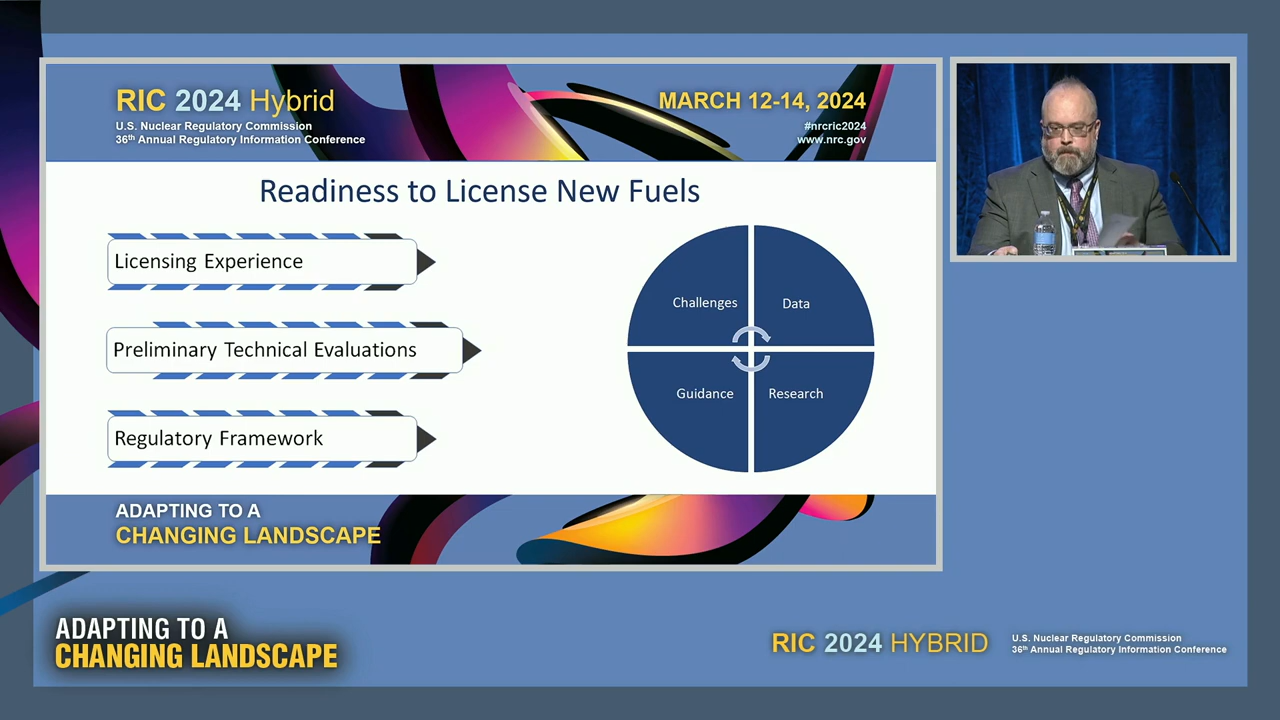 RIC 2024 Hybrid
U.S. Nuclear Regulatory Commission
36th Annual Regulatory Information Conference
MARCH 12-14, 2024
#nrcric2024
www.nrc.gov
Readiness to License New Fuels
Licensing Experience
Preliminary Technical Evaluations
Regulatory Framework
Challenges
Data
Guidance
Research
ADAPTING TO A
CHANGING LANDSCAPE
ADAPTING TO A
CHANGING LANDSCAPE
RIC 2024 HYBRID
U.S. Nuclear Regulatory Commission
36th Annual Regulatory Information Conference